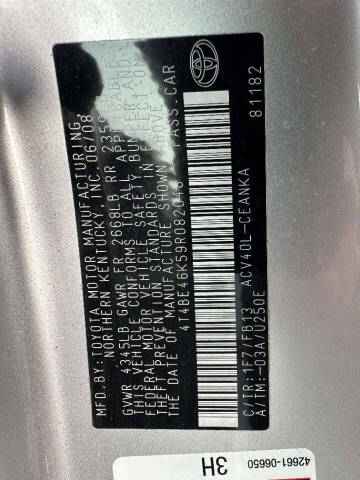 MFD.BY:TOYOTA MOTOR MANUFACTURING,
NORTHERN KENTUCKY, INC. 06/08
GVWR 4345LB GAWR FR 2668LB RR 2359
THIS VEHICLE CONFORMS TO ALL APPLICABLE
FEDERAL MOTOR VEHICLE SAFETY, BUMPER AND
THEFT PREVENTION STANDARDS IN EFFECT ON
THE DATE OF MANUFACTURE SHOWN ABOVE.
4T4BE46K59R082048 PASS.CAR
C/TR:1F7/FB13 ACV40L-CEANKA
A/TM:-03A/U250E 81182
42661-06650
3H